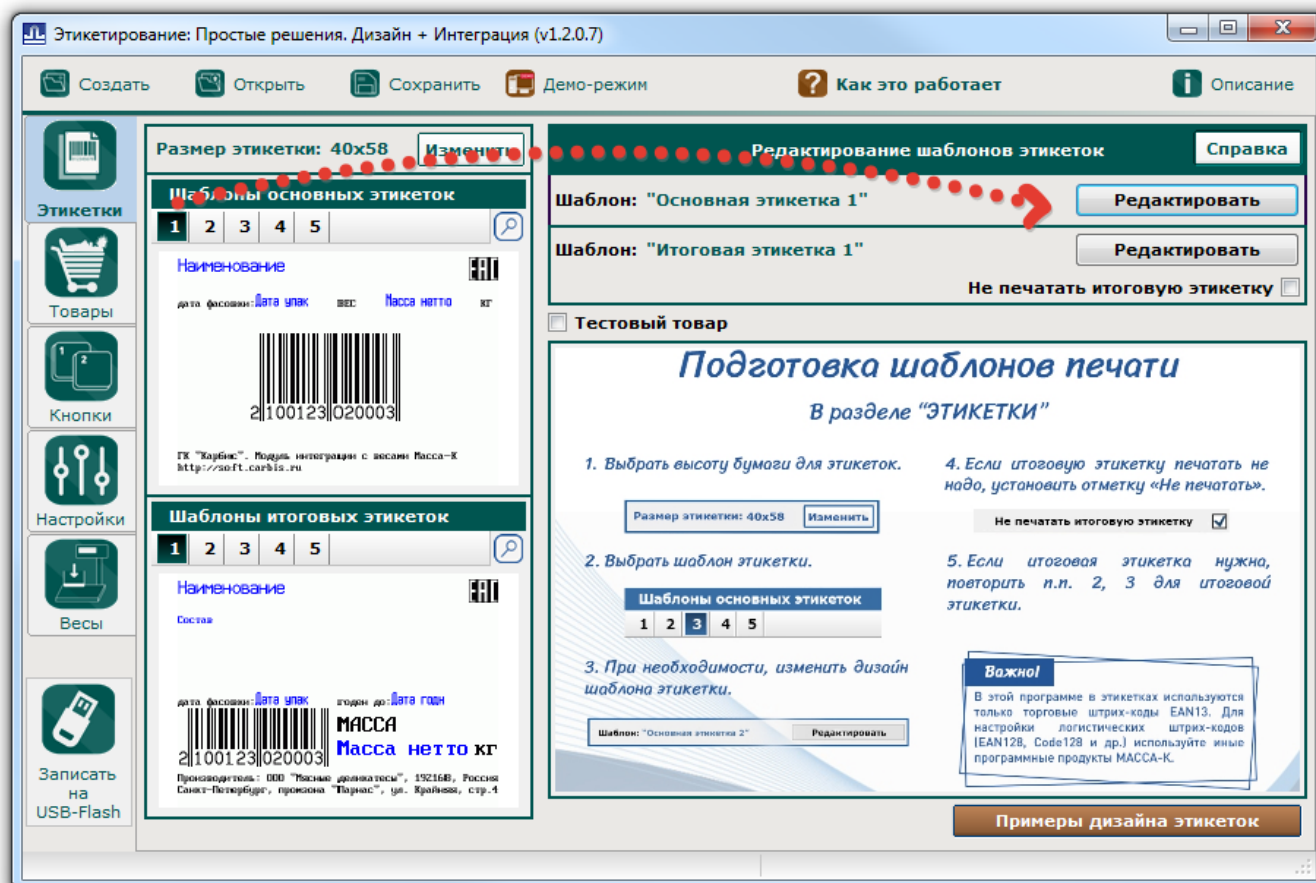 Этикетирование: Простые решения. Дизайн + Интеграция (v1.2.0.7)
Создать Открыть Сохранить Демо-режим Как это работает Описание
Этикетки
Товары
Кнопки
Настройки
Весы
Записать
на
USB-Flash
Размер этикетки: 40x58 Изменить
Шаблоны основных этикеток
1 2 3 4 5
Наименование
дата фасовки: Дата упак ВЕС Масса нетто кг
2 100123 020003
ГК "Карбис". Модуль интеграции с весами Масса-К
http://soft.carbis.ru
Шаблоны итоговых этикеток
1 2 3 4 5
Наименование
Состав
дата фасовки: Дата упак годен до: Дата годн
МАССА
Масса нетто кг
2 100123 020003
Производитель: ООО "Мясные деликатесы", 192168, Россия
Санкт-Петербург, промзона "Парнас", ул. Крайняя, стр.4
Редактирование шаблонов этикеток Справка
Шаблон: "Основная этикетка 1" Редактировать
Шаблон: "Итоговая этикетка 1" Редактировать
Не печатать итоговую этикетку
Тестовый товар
Подготовка шаблонов печати
В разделе "ЭТИКЕТКИ"
1. Выбрать высоту бумаги для этикеток.
Размер этикетки: 40x58 Изменить
2. Выбрать шаблон этикетки.
Шаблоны основных этикеток
1 2 3 4 5
3. При необходимости, изменить дизайн
шаблона этикетки.
Шаблон: "Основная этикетка 2" Редактировать
4. Если итоговую этикетку печатать не
надо, установить отметку «Не печатать».
Не печатать итоговую этикетку
5. Если итоговая этикетка нужна,
повторить п.п. 2, 3 для итоговой
этикетки.
Важно!
В этой программе в этикетках используются
только торговые штрих-коды EAN13. Для
настройки логистических штрих-кодов
(EAN128, Code128 и др.) используйте иные
программные продукты МАССА-К.
Примеры дизайна этикеток